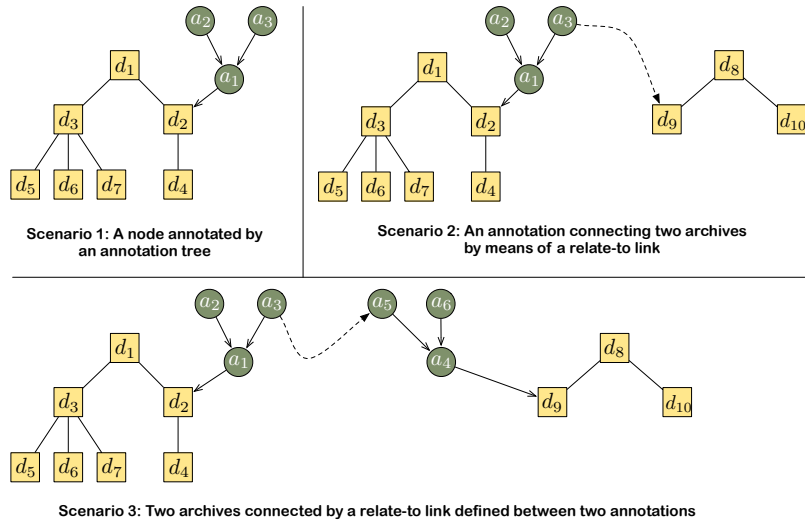 a2 a3
d1 a1
d3 d2
d5 d6 d7 d4
Scenario 1: A node annotated by
an annotation tree
a2 a3
d1 a1 d8
d3 d2 d9 d10
d5 d6 d7 d4
Scenario 2: An annotation connecting two archives
by means of a relate-to link
a2 a3 a5 a6
d1 a1 a4 d8
d3 d2 d9 d10
d5 d6 d7 d4
Scenario 3: Two archives connected by a relate-to link defined between two annotations